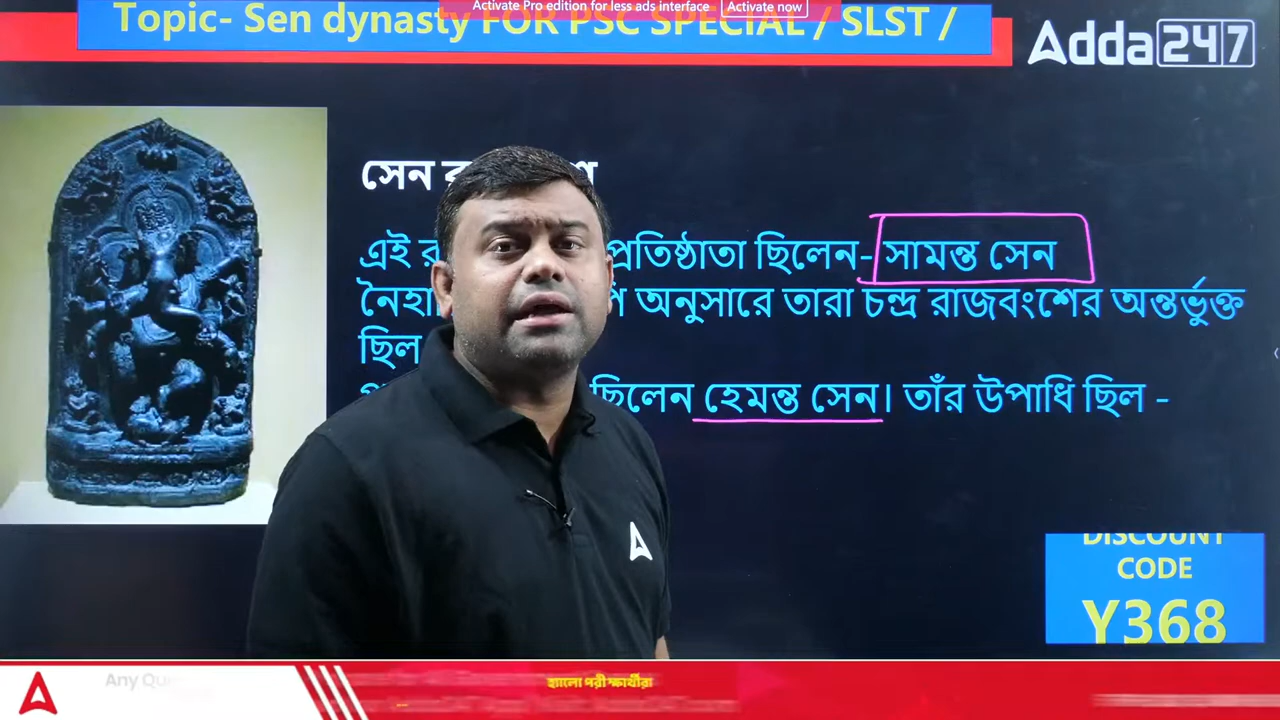 Activate Pro edition for less ads interface Activate now
Topic- Sen dynasty FOR PSC SPECIAL / SLST /
Adda247
সেন
এই প্রতিষ্ঠাতা ছিলেন- সামন্ত সেন
অনুসারে তারা চন্দ্র রাজবংশের অন্তর্ভুক্ত
ছিল
ছিলেন হেমন্ত সেন। তাঁর উপাধি ছিল -
DISCOUNT
CODE
Y368
Any
হ্যালো পরীক্ষার্থীরা